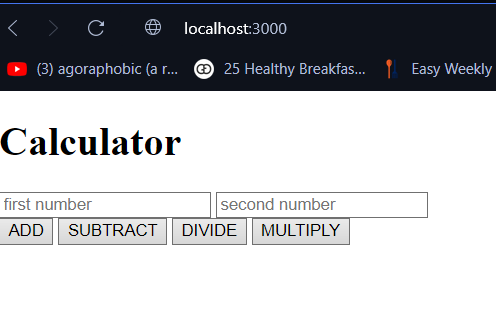 localhost:3000
(3) agoraphobic (a r... 25 Healthy Breakfas... Easy Weekly
Calculator
first number second number
ADD SUBTRACT DIVIDE MULTIPLY